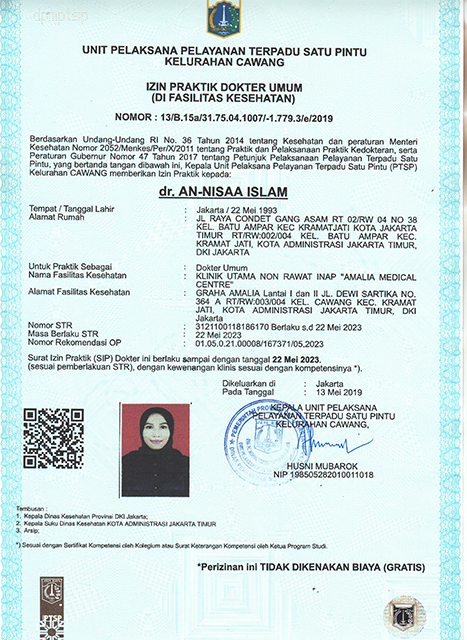 dpmptsp
UNIT PELAKSANA PELAYANAN TERPADU SATU PINTU
KELURAHAN CAWANG
IZIN PRAKTIK DOKTER UMUM
(DI FASILITAS KESEHATAN)
NOMOR : 13/B.15a/31.75.04.1007/-1.779.3/e/2019
Berdasarkan Undang-Undang RI No. 36 Tahun 2014 tentang Kesehatan dan peraturan Menteri
Kesehatan Nomor 2052/Menkes/Per/X/2011 tentang Praktik dan Pelaksanaan Praktik Kedokteran, serta
Peraturan Gubernur Nomor 47 Tahun 2017 tentang Petunjuk Pelaksanaan Pelayanan Terpadu Satu
Pintu, yang bertanda tangan dibawah ini, Kepala Unit Pelaksana Pelayanan Terpadu Satu Pintu (PTSP)
Kelurahan CAWANG memberikan Izin Praktik kepada:
dr. AN-NISAA ISLAM
Tempat / Tanggal Lahir : Jakarta / 22 Mei 1993
Alamat Rumah : JL RAYA CONDET GANG ASAM RT 02/RW 04 NO 38
KEL. BATU AMPAR KEC KRAMATJATI KOTA JAKARTA
TIMUR RT/RW:002/004 KEL. BATU AMPAR KEC.
KRAMAT JATI, KOTA ADMINISTRASI JAKARTA TIMUR,
DKI JAKARTA
Untuk Praktik Sebagai : Dokter Umum
Nama Fasilitas Kesehatan : KLINIK UTAMA NON RAWAT INAP "AMALIA MEDICAL
CENTRE"
Alamat Fasilitas Kesehatan : GRAHA AMALIA Lantai I dan II JL. DEWI SARTIKA NO.
364 A RT/RW:003/004 KEL. CAWANG KEC. KRAMAT
JATI, KOTA ADMINISTRASI JAKARTA TIMUR, DKI
Jakarta
Nomor STR : 3121100118186170 Berlaku s.d 22 Mei 2023
Masa Berlaku STR : 22 Mei 2023
Nomor Rekomendasi OP : 01.05.0.21.00008/167371/05.2023
Surat Izin Praktik (SIP) Dokter ini berlaku sampai dengan tanggal 22 Mei 2023.
(sesuai pemberlakuan STR), dengan kewenangan klinis sesuai dengan kompetensinya *).
Dikeluarkan di : Jakarta
Pada Tanggal : 13 Mei 2019
KEPALA UNIT PELAKSANA
PELAYANAN TERPADU SATU PINTU
KELURAHAN CAWANG,
HUSNI MUBAROK
NIP 198505282010011018
Tembusan :
1. Kepala Dinas Kesehatan Provinsi DKI Jakarta;
2. Kepala Suku Dinas Kesehatan KOTA ADMINISTRASI JAKARTA TIMUR
3. Arsip;
*) Sesuai dengan Sertifikat Kompetensi oleh Kolegium atau Surat Keterangan Kompetensi oleh Ketua Program Studi.
*Perizinan ini TIDAK DIKENAKAN BIAYA (GRATIS)